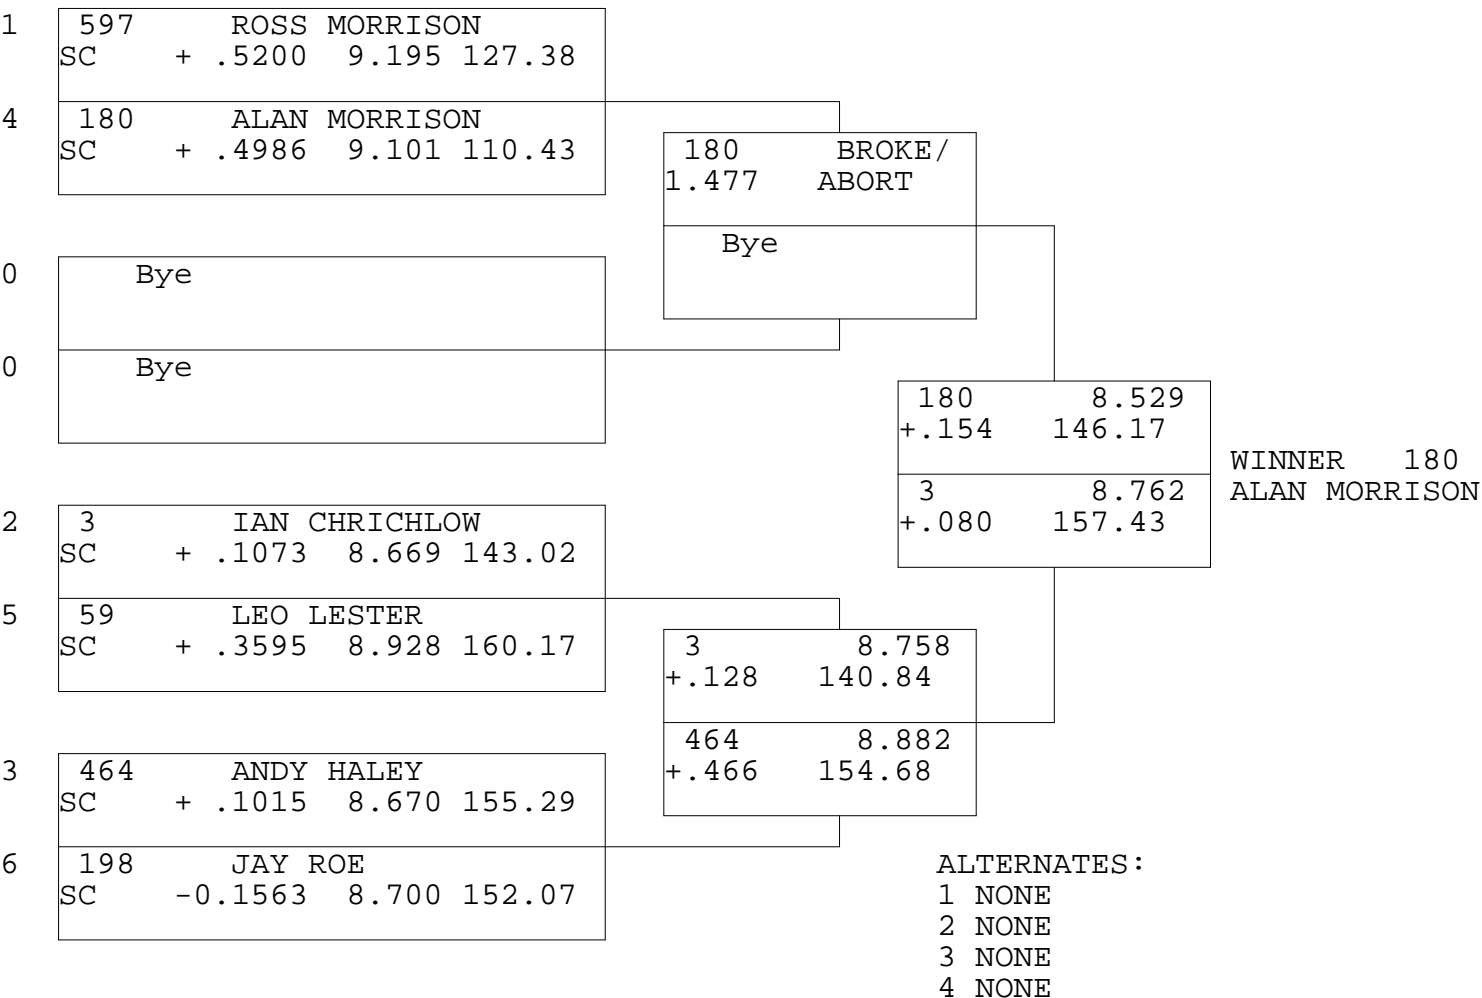 1 597 ROSS MORRISON
SC + .5200 9.195 127.38
4 180 ALAN MORRISON
SC + .4986 9.101 110.43
0 Bye
0 Bye
2 3 IAN CHRICHLOW
SC + .1073 8.669 143.02
5 59 LEO LESTER
SC + .3595 8.928 160.17
3 464 ANDY HALEY
SC + .1015 8.670 155.29
6 198 JAY ROE
SC -0.1563 8.700 152.07
180 BROKE/
1.477 ABORT
Bye
3 8.758
+.128 140.84
464 8.882
+.466 154.68
180 8.529
+.154 146.17
3 8.762
+.080 157.43
WINNER 180
ALAN MORRISON
ALTERNATES:
1 NONE
2 NONE
3 NONE
4 NONE